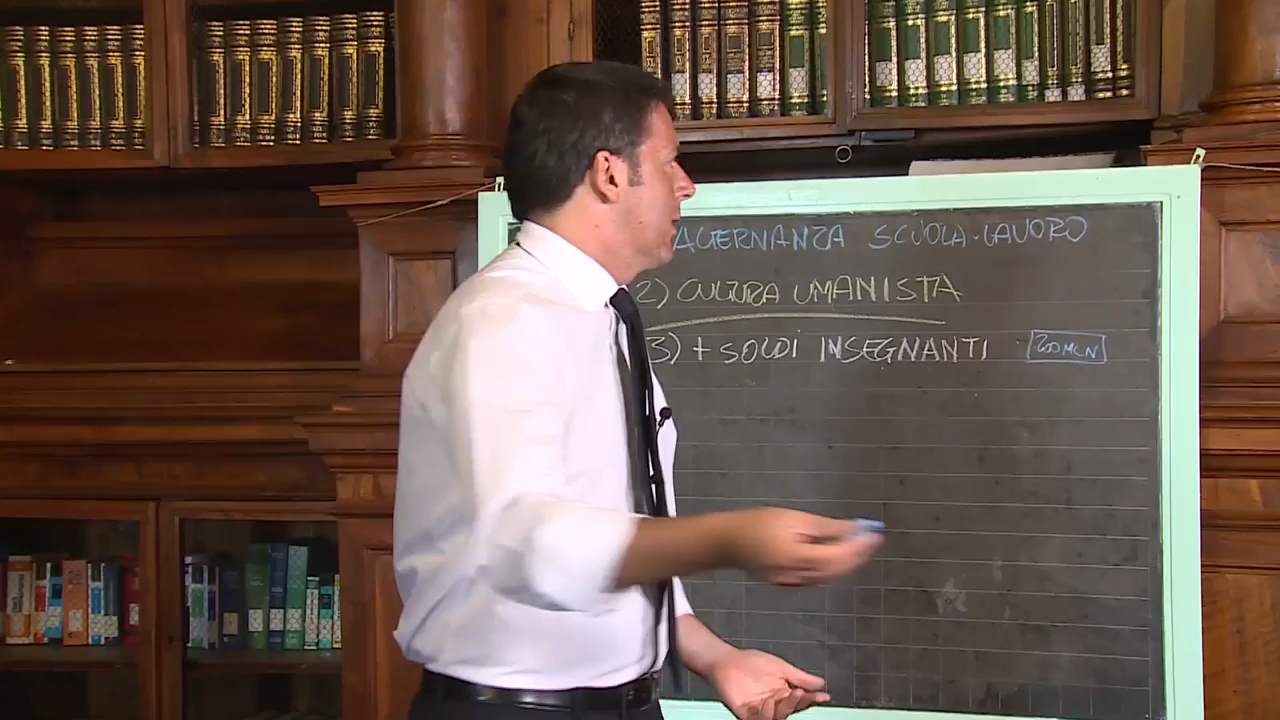 ALTERNANZA SCUOLA-LAVORO
2) CULTURA UMANISTA
3) + SOLDI INSEGNANTI 200 MLN